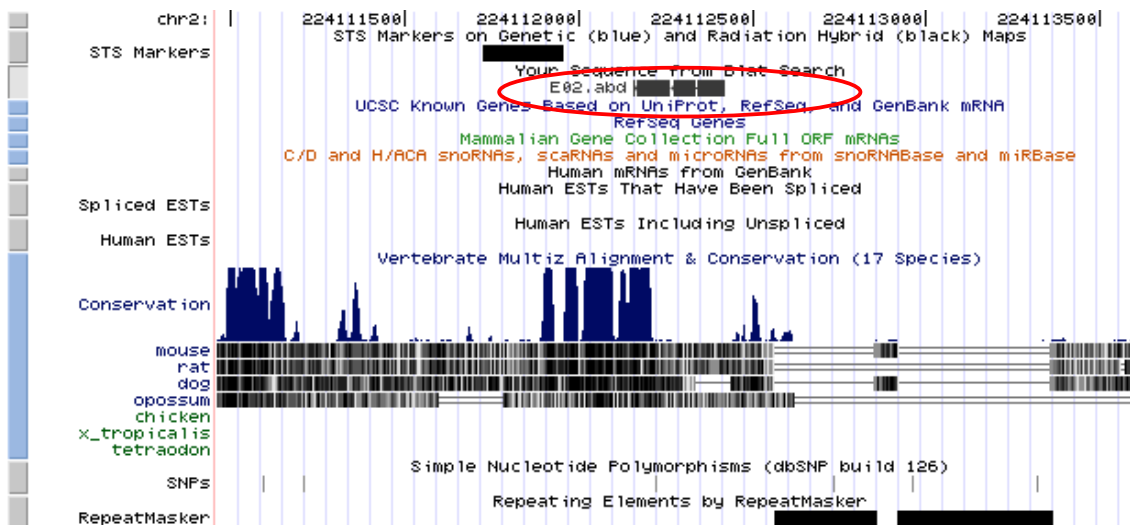 chr2: 224111500| 224112000| 224112500| 224113000| 224113500|
STS Markers on Genetic (blue) and Radiation Hybrid (black) Maps
STS Markers
Your Sequence from Blat Search
E02.abd
UCSC Known Genes Based on UniProt, RefSeq, and GenBank mRNA
RefSeq Genes
Mammalian Gene Collection Full ORF mRNAs
C/D and H/ACA snoRNAs, scaRNAs and microRNAs from snoRNABase and miRBase
Human mRNAs from GenBank
Human ESTs That Have Been Spliced
Spliced ESTs
Human ESTs Including Unspliced
Human ESTs
Vertebrate Multiz Alignment & Conservation (17 Species)
Conservation
mouse
rat
dog
opossum
chicken
x_tropicalis
tetraodon
Simple Nucleotide Polymorphisms (dbSNP build 126)
SNPs
Repeating Elements by RepeatMasker
RepeatMasker